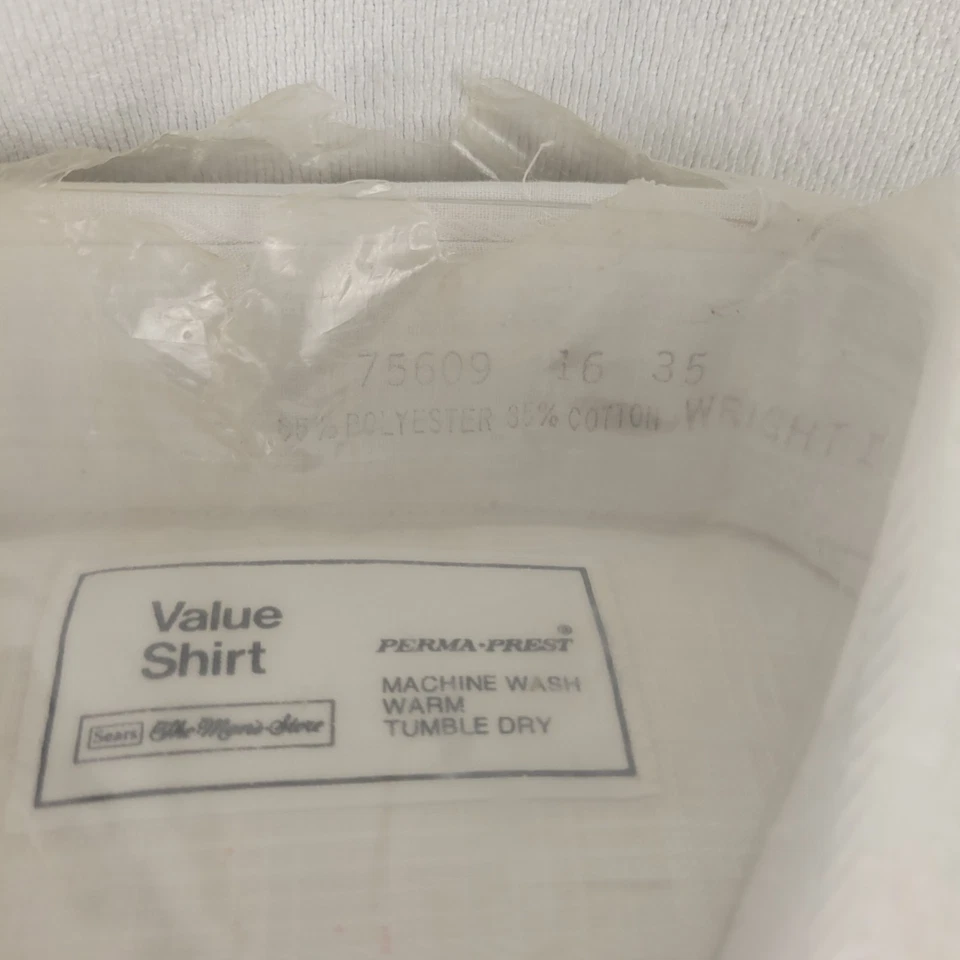 75609 16 35
65% POLYESTER 35% COTTON WRIGHT
Value
Shirt
Sears The Men's Store
PERMA·PREST®
MACHINE WASH
WARM
TUMBLE DRY